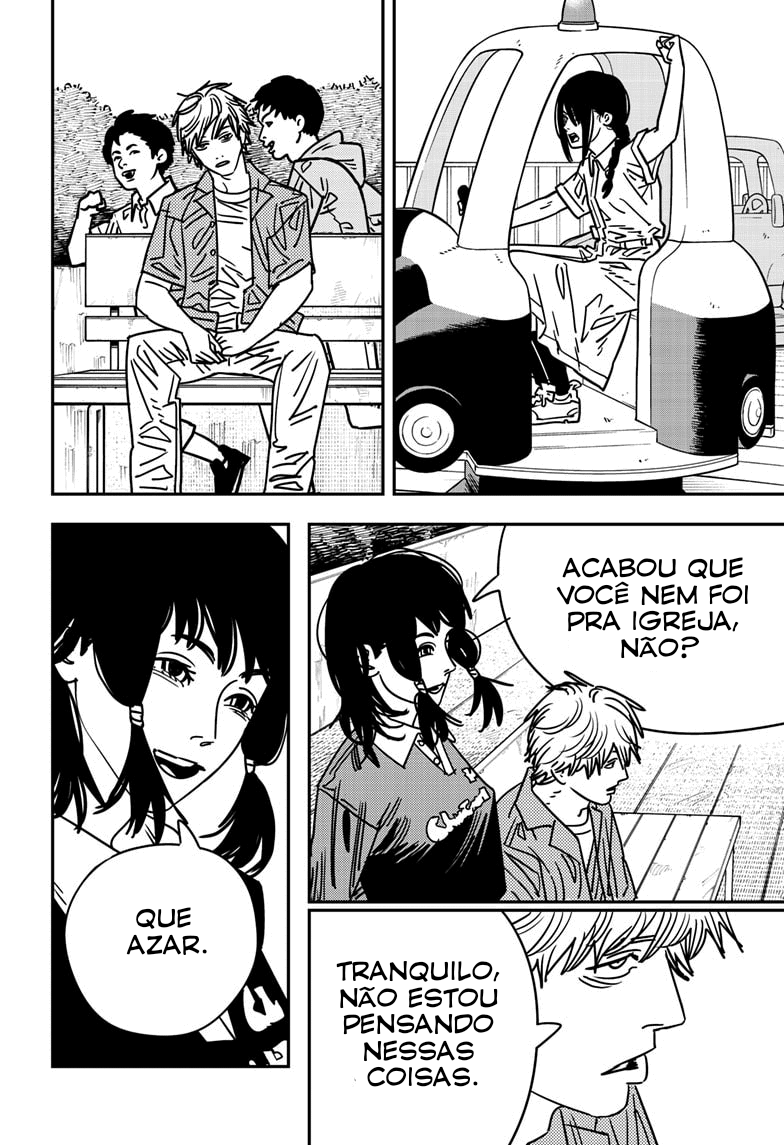 ACABOU QUE
VOCÊ NEM FOI
PRA IGREJA,
NÃO?
TRANQUILO,
NÃO ESTOU
PENSANDO
NESSAS
COISAS.
QUE
AZAR.